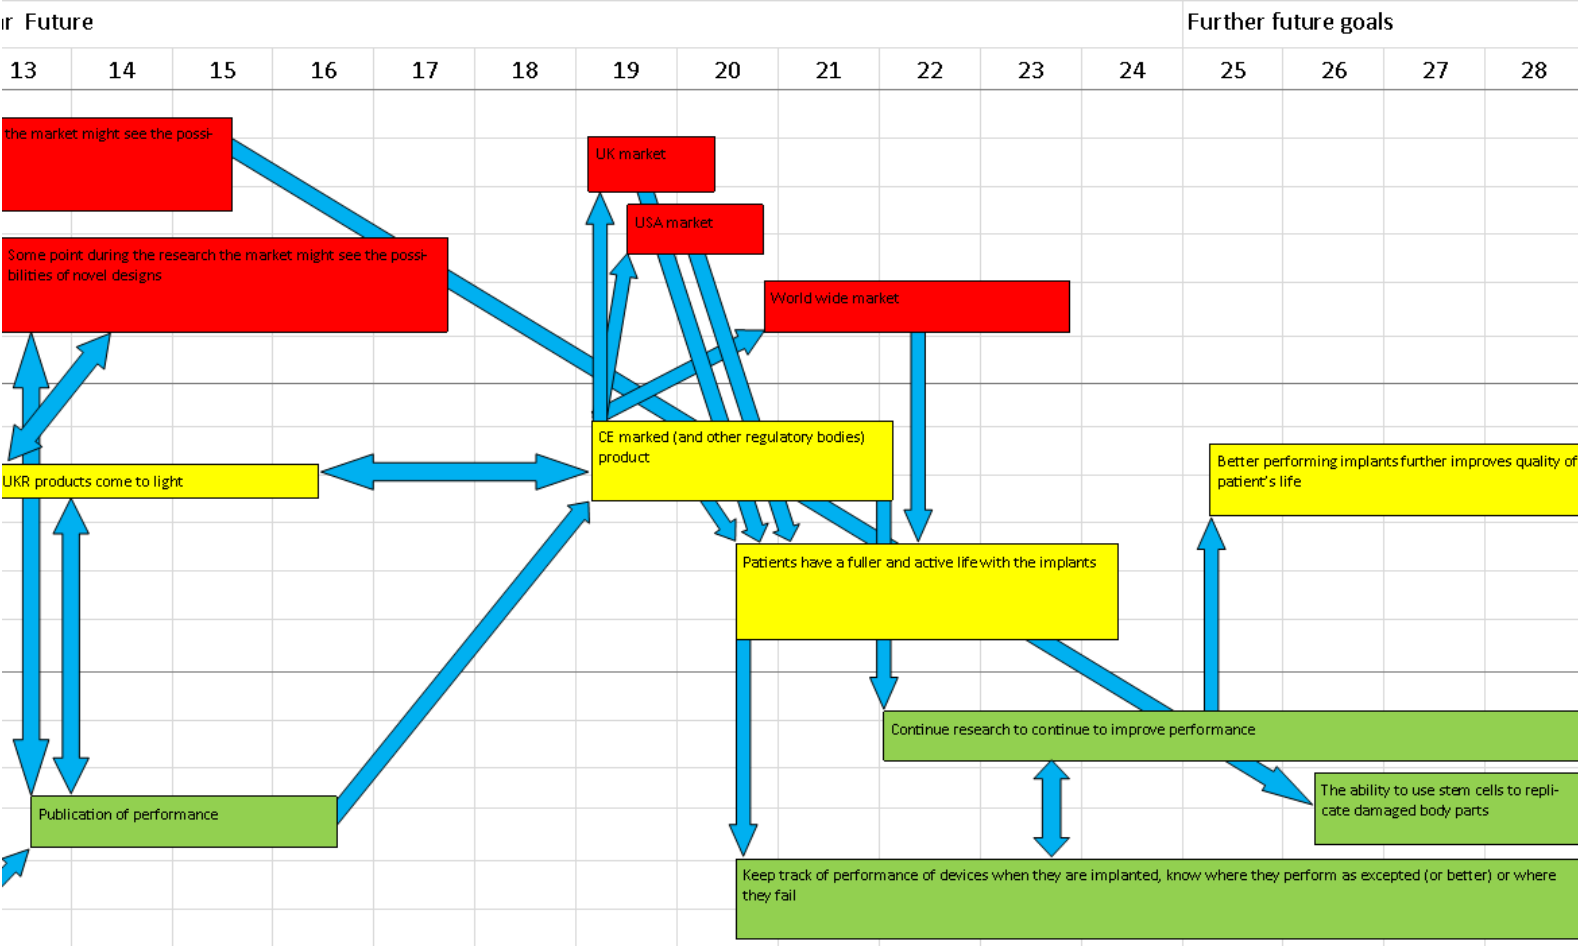 r Future
Further future goals
13 14 15 16 17 18 19 20 21 22 23 24 25 26 27 28
the market might see the possi-
UK market
USA market
Some point during the research the market might see the possi-
bilities of novel designs
World wide market
CE marked (and other regulatory bodies)
product
Better performing implants further improves quality of
patient's life
UKR products come to light
Patients have a fuller and active life with the implants
Continue research to continue to improve performance
The ability to use stem cells to repli-
cate damaged body parts
Publication of performance
Keep track of performance of devices when they are implanted, know where they perform as excepted (or better) or where
they fail